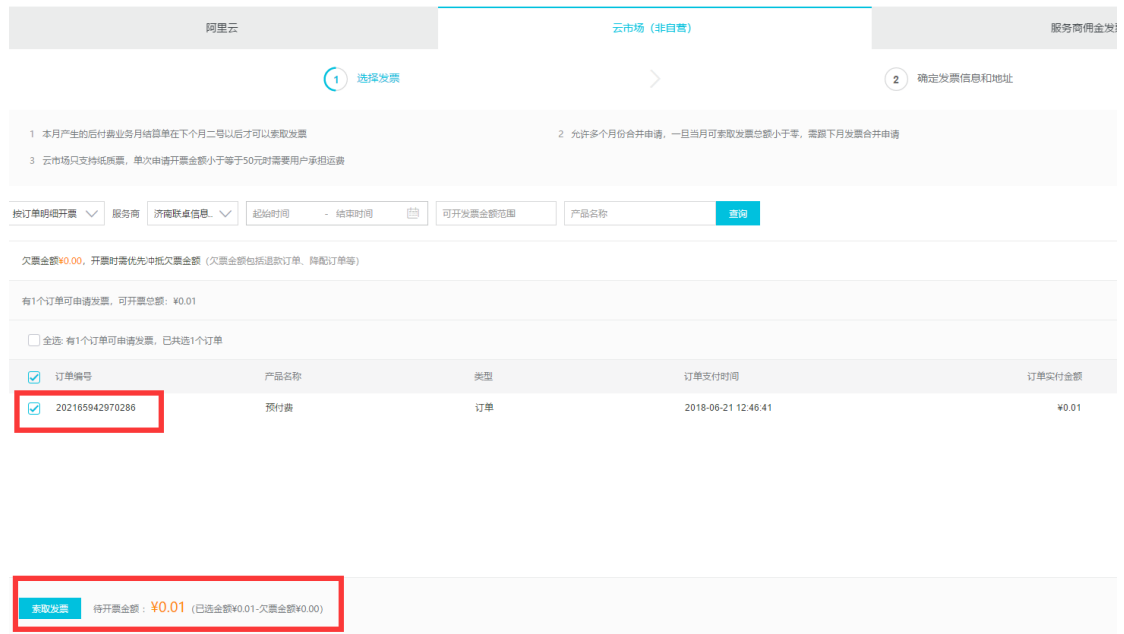 阿里云
云市场（非自营）
服务商佣金发
1 选择发票
2 确定发票信息和地址
1 本月产生的后付费业务月结算单在下个月二号以后才可以索取发票
2 允许多个月份合并申请，一旦当月可索取发票总额小于零，需跟下月发票合并申请
3 云市场只支持纸质票，单次申请开票金额小于等于50元时需要用户承担运费
按订单明细开票 服务商 济南联卓信息.. 起始时间 - 结束时间 可开发票金额范围 产品名称 查询
欠票金额¥0.00，开票时需优先冲抵欠票金额（欠票金额包括退款订单、降配订单等）
有1个订单可申请发票，可开票总额：¥0.01
全选: 有1个订单可申请发票，已共选1个订单
订单编号 产品名称 类型 订单支付时间 订单实付金额
202165942970286 预付费 订单 2018-06-21 12:46:41 ¥0.01
索取发票 待开票金额：¥0.01 (已选金额¥0.01-欠票金额¥0.00)